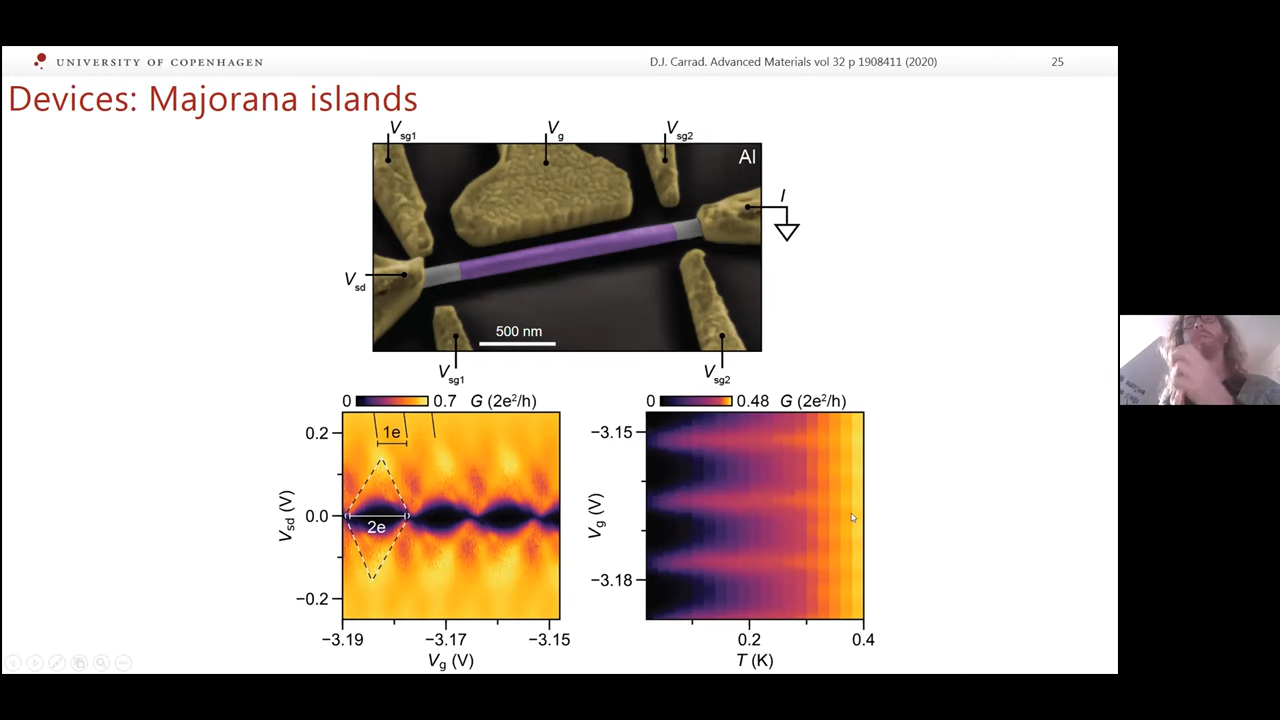 UNIVERSITY OF COPENHAGEN
D.J. Carrad. Advanced Materials vol 32 p 1908411 (2020)
25
Devices: Majorana islands
Vsg1
Vg
Vsg2
Al
I
Vsd
500 nm
Vsg1
Vsg2
0 0.7 G (2e²/h)
0 0.48 G (2e²/h)
0.2
1e
−3.15
Vsd (V)
0.0
2e
Vg (V)
−3.18
−0.2
−3.19 −3.17 −3.15
0.2 0.4
Vg (V)
T (K)